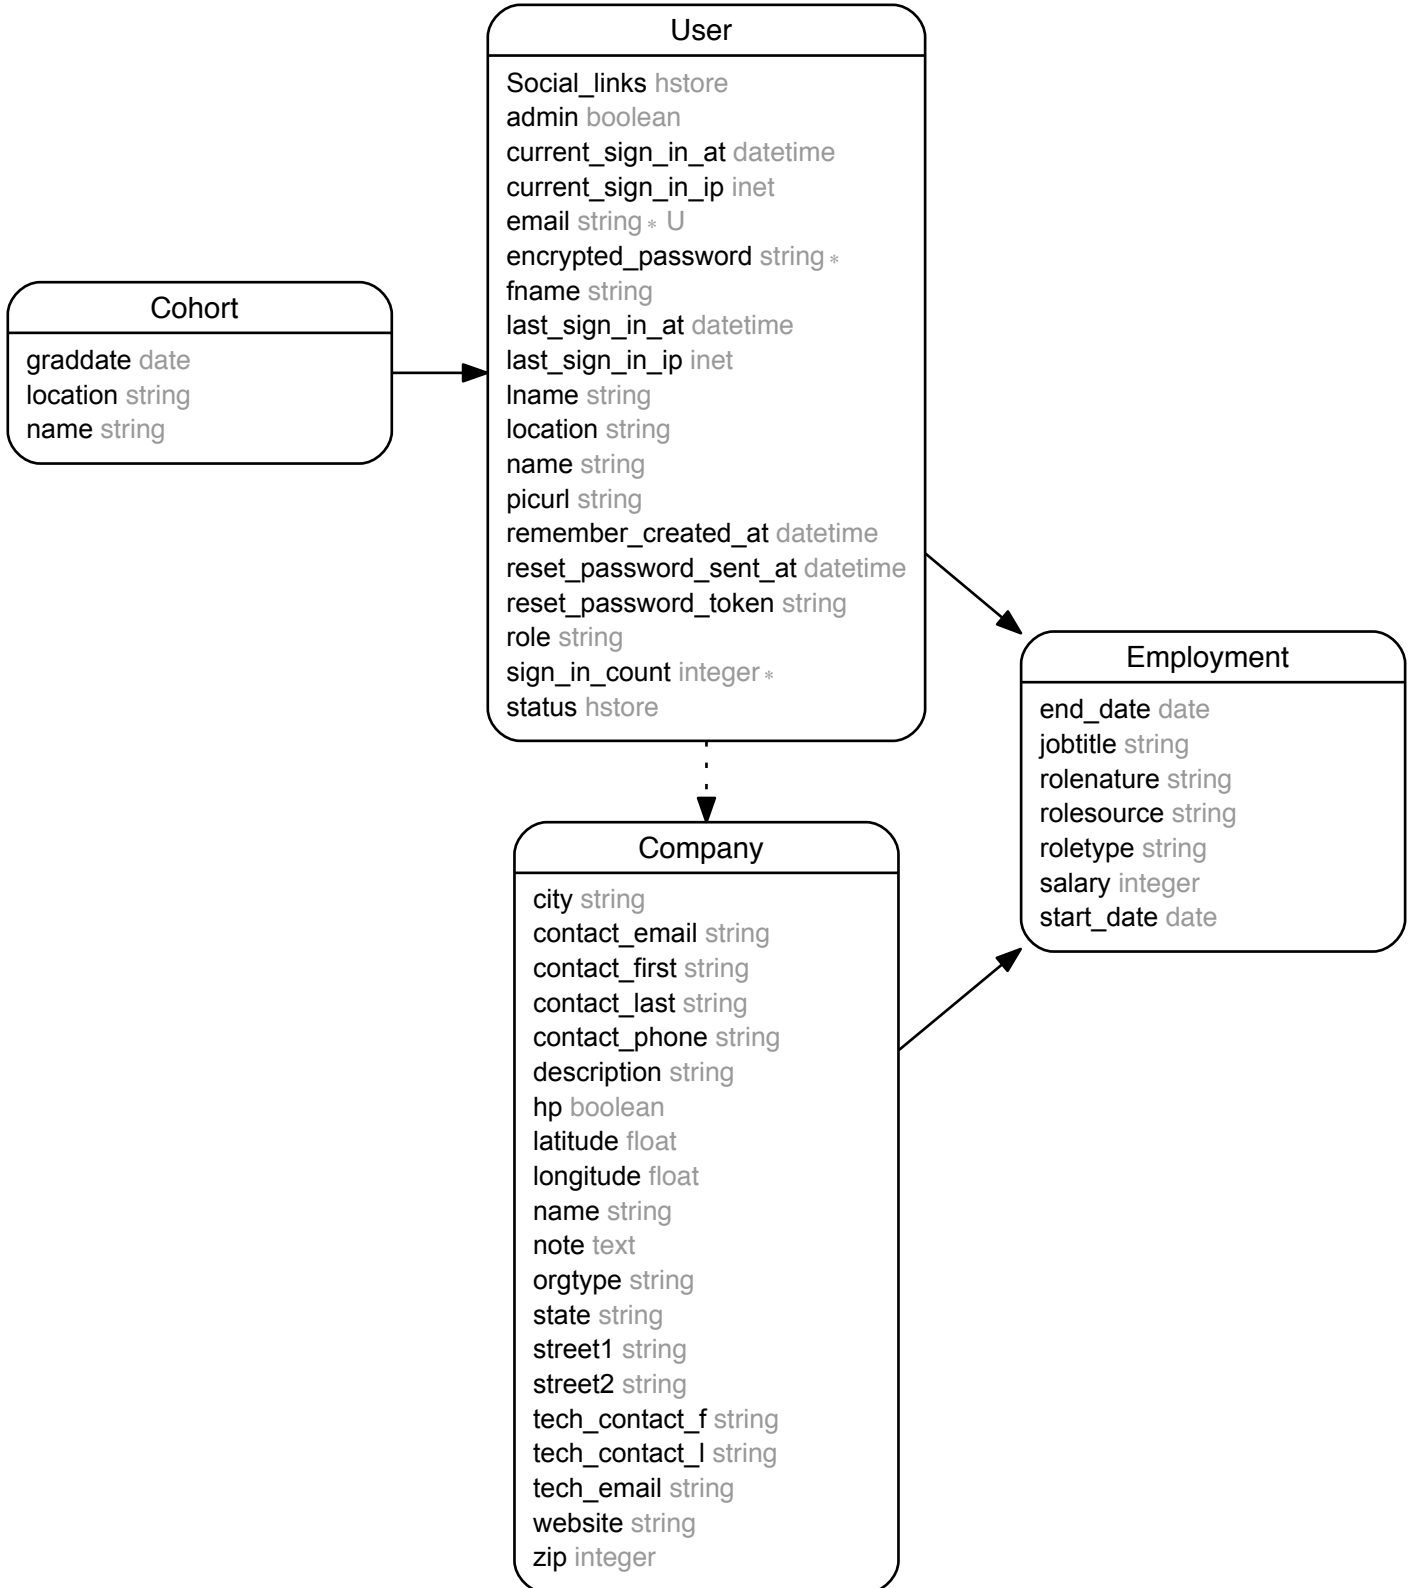 User
Social_links hstore
admin boolean
current_sign_in_at datetime
current_sign_in_ip inet
email string * U
encrypted_password string *
fname string
last_sign_in_at datetime
last_sign_in_ip inet
lname string
location string
name string
picurl string
remember_created_at datetime
reset_password_sent_at datetime
reset_password_token string
role string
sign_in_count integer *
status hstore
Cohort
graddate date
location string
name string
Employment
end_date date
jobtitle string
rolenature string
rolesource string
roletype string
salary integer
start_date date
Company
city string
contact_email string
contact_first string
contact_last string
contact_phone string
description string
hp boolean
latitude float
longitude float
name string
note text
orgtype string
state string
street1 string
street2 string
tech_contact_f string
tech_contact_l string
tech_email string
website string
zip integer